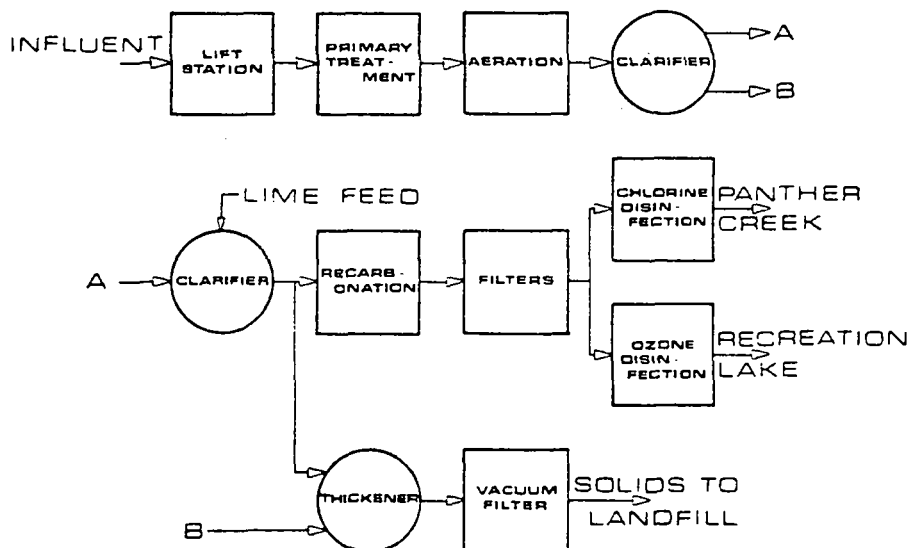 INFLUENT
LIFT
STATION
PRIMARY
TREAT-
MENT
AERATION
CLARIFIER
A
B
LIME FEED
A
CLARIFIER
RECARB-
ONATION
FILTERS
CHLORINE
DISIN-
FECTION
PANTHER
CREEK
OZONE
DISIN-
FECTION
RECREATION
LAKE
B
THICKENER
VACUUM
FILTER
SOLIDS TO
LANDFILL